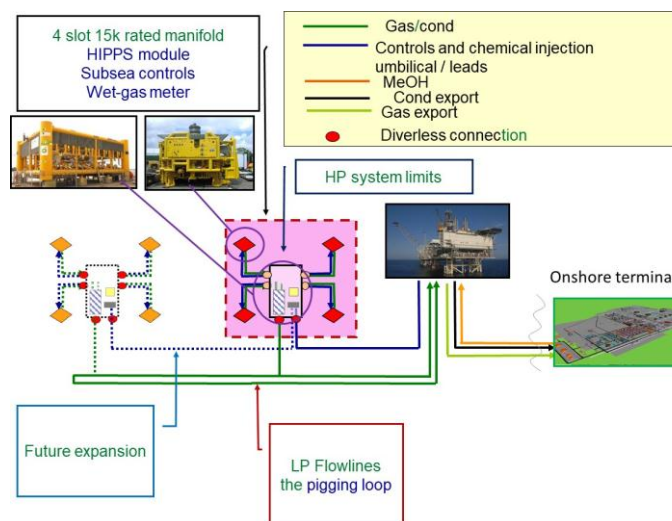 4 slot 15k rated manifold
HIPPS module
Subsea controls
Wet-gas meter
Gas/cond
Controls and chemical injection
umbilical / leads
MeOH
Cond export
Gas export
Diverless connection
HP system limits
Onshore termina
Future expansion
LP Flowlines
the pigging loop